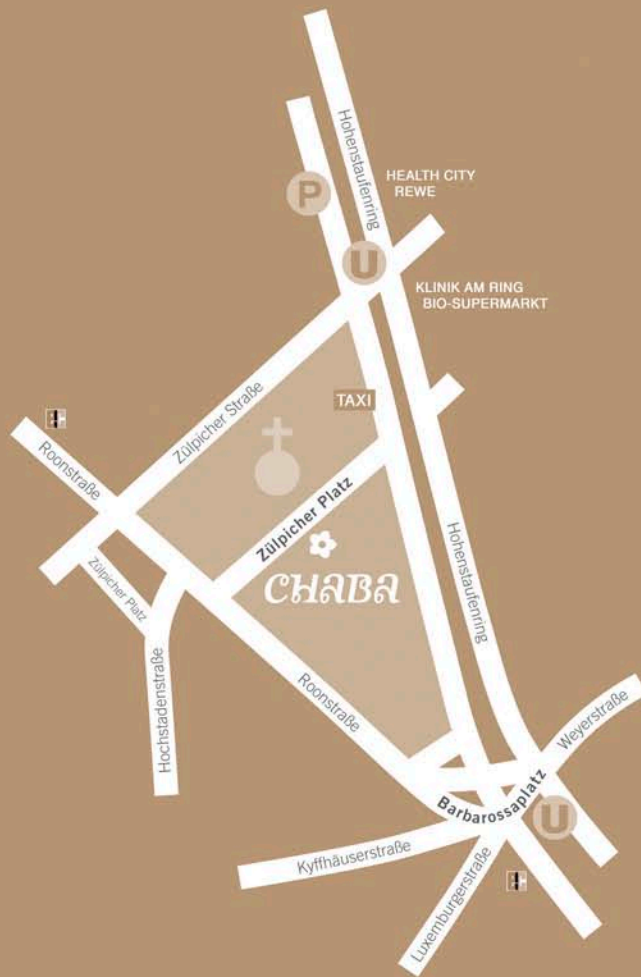 Hohenstaufenring
HEALTH CITY
REWE
P
U
KLINIK AM RING
BIO-SUPERMARKT
TAXI
Zülpicher Straße
Roonstraße
Zülpicher Platz
CHABA
Zülpicher Platz
Hohenstaufenring
Hochstadenstraße
Roonstraße
Weyerstraße
Barbarossaplatz
U
Kyffhäuserstraße
Luxemburgerstraße